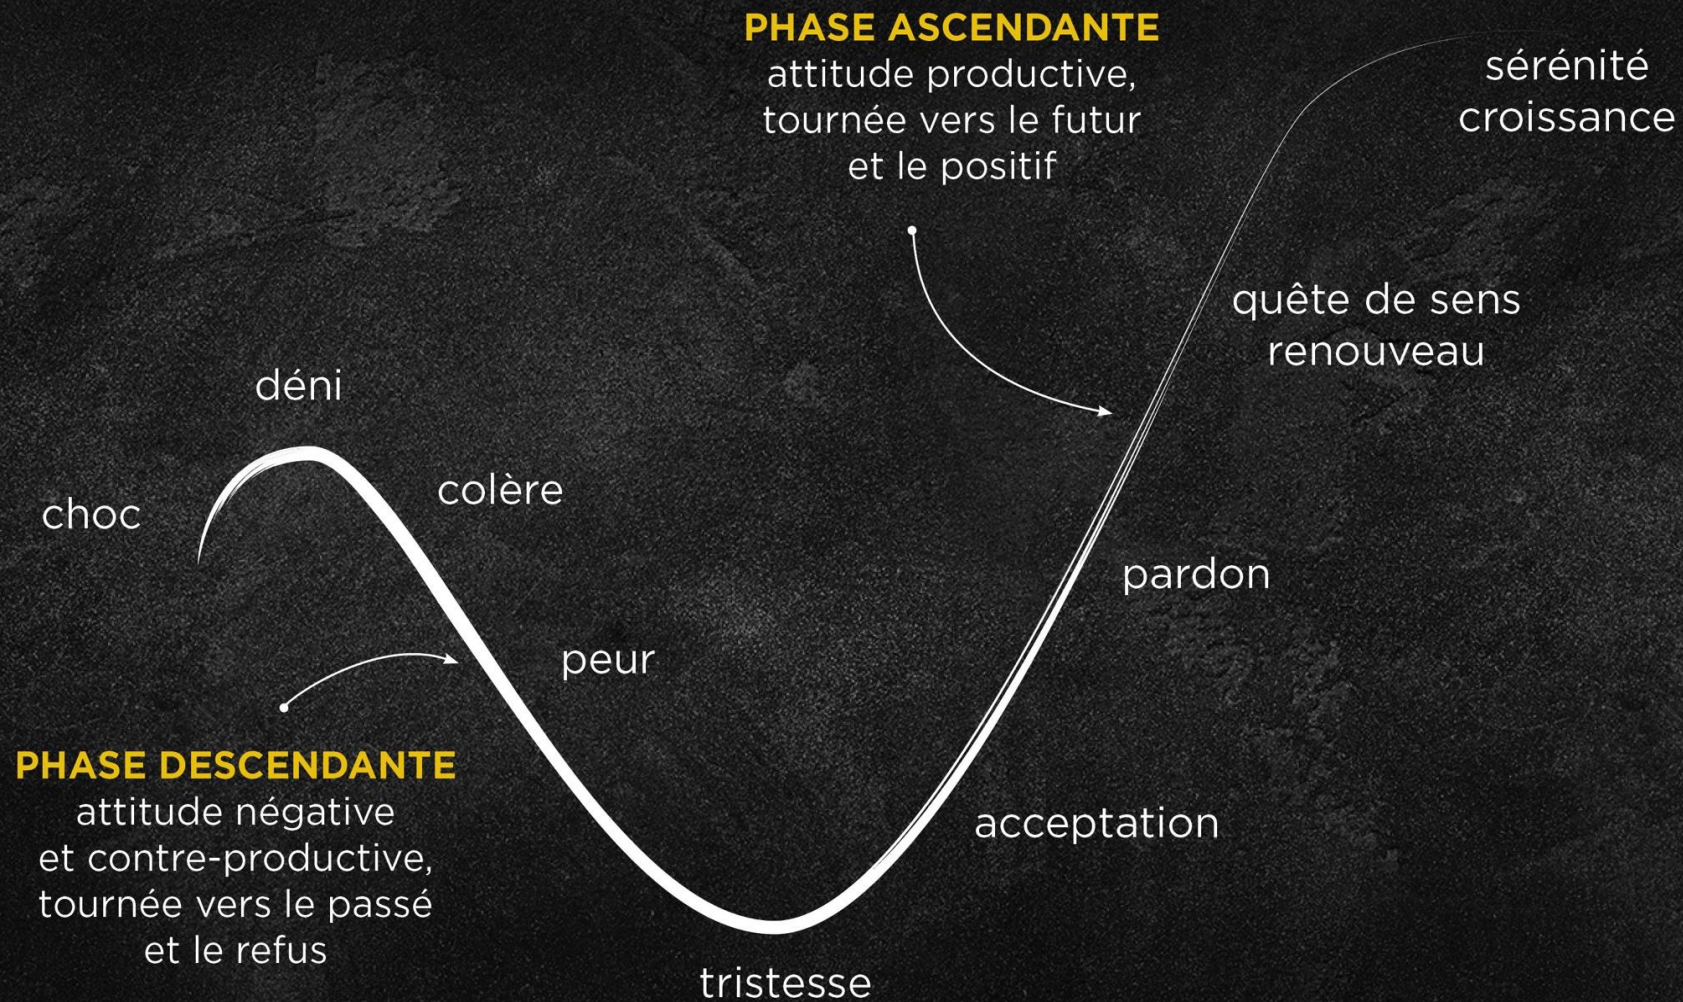 PHASE ASCENDANTE
attitude productive,
tournée vers le futur
et le positif
sérénité
croissance
quête de sens
renouveau
déni
colère
choc
pardon
peur
PHASE DESCENDANTE
attitude négative
et contre-productive,
tournée vers le passé
et le refus
acceptation
tristesse